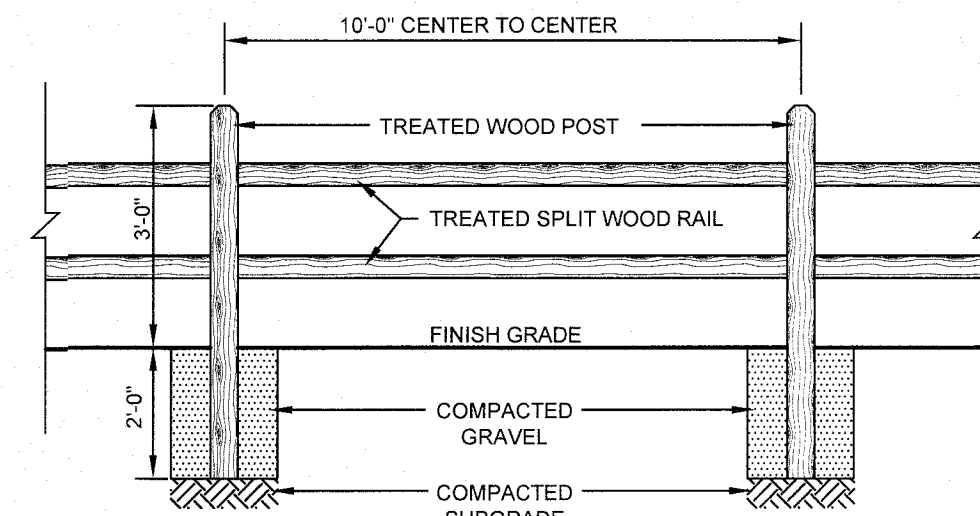 10'-0" CENTER TO CENTER
TREATED WOOD POST
3'-0"
TREATED SPLIT WOOD RAIL
FINISH GRADE
2'-0"
COMPACTED
GRAVEL
COMPACTED
SUBGRADE